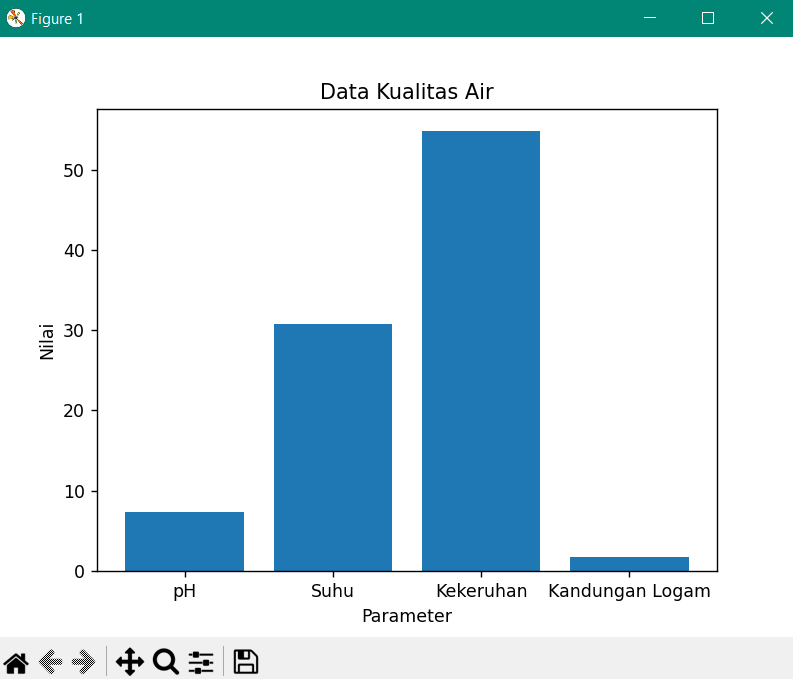 Figure 1
Data Kualitas Air
50
40
30
20
10
0
Nilai
pH Suhu Kekeruhan Kandungan Logam
Parameter